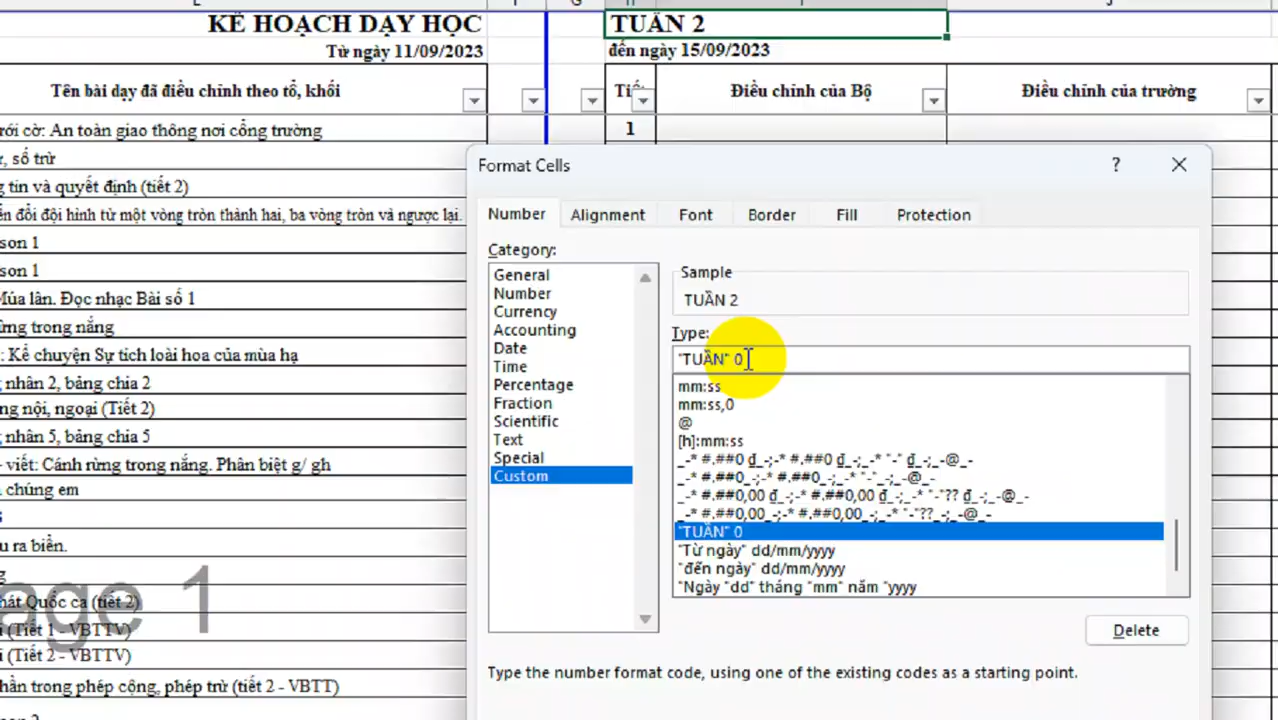 KẾ HOẠCH DẠY HỌC
TUẦN 2
Từ ngày 11/09/2023
đến ngày 15/09/2023
Tên bài dạy đã điều chỉnh theo tổ, khối
Điều chỉnh của Bộ
Điều chỉnh của trường
cờ: An toàn giao thông nơi cổng trường
1
số trừ
tin và quyết định (tiết 2)
đổi đội hình từ một vòng tròn thành hai, ba vòng tròn và ngược lại.
son 1
son 1
Múa lân. Đọc nhạc Bài số 1
trong nắng
: Kể chuyện Sự tích loài hoa của mùa hạ
nhân 2, bảng chia 2
nội, ngoại (Tiết 2)
nhân 5, bảng chia 5
- viết: Cánh rừng trong nắng. Phân biệt g/ gh
chúng em
ra biển.
Quốc ca (tiết 2)
(Tiết 1 - VBTTV)
(Tiết 2 - VBTTV)
trong phép cộng, phép trừ (tiết 2 - VBTT)
age 1
Format Cells
?
Number
Alignment
Font
Border
Fill
Protection
Category:
General
Number
Currency
Accounting
Date
Time
Percentage
Fraction
Scientific
Text
Special
Custom
Sample
TUẦN 2
Type:
"TUẦN" 0
mm:ss
mm:ss,0
@
[h]:mm:ss
_-* #.##0 ₫_-;-* #.##0 ₫_-;_-* "-" ₫_-;_-@_-
_-* #.##0_-;-* #.##0_-;_-* "-"_-;_-@_-
_-* #.##0,00 ₫_-;-* #.##0,00 ₫_-;_-* "-"?? ₫_-;_-@_-
_-* #.##0,00_-;-* #.##0,00_-;_-* "-"??_-;_-@_-
"TUẦN" 0
"Từ ngày" dd/mm/yyyy
"đến ngày" dd/mm/yyyy
"Ngày "dd" tháng "mm" năm "yyyy
Delete
Type the number format code, using one of the existing codes as a starting point.